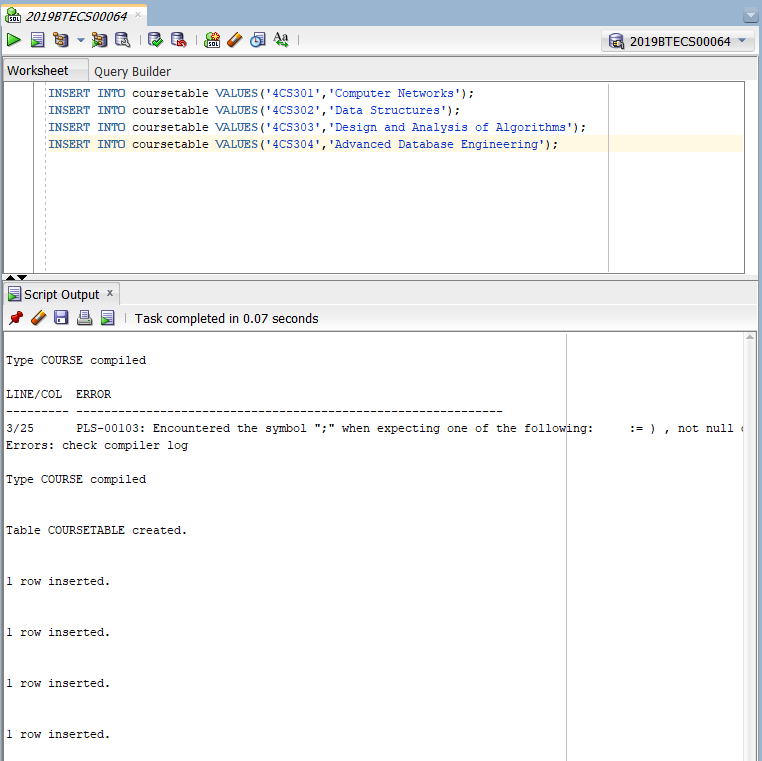 2019BTECS00064
2019BTECS00064
Worksheet Query Builder
INSERT INTO coursetable VALUES('4CS301','Computer Networks');
INSERT INTO coursetable VALUES('4CS302','Data Structures');
INSERT INTO coursetable VALUES('4CS303','Design and Analysis of Algorithms');
INSERT INTO coursetable VALUES('4CS304','Advanced Database Engineering');
Script Output x
Task completed in 0.07 seconds
Type COURSE compiled
LINE/COL  ERROR
--------- -------------------------------------------------------------
3/25      PLS-00103: Encountered the symbol ";" when expecting one of the following:     := ) , not null
Errors: check compiler log
Type COURSE compiled
Table COURSETABLE created.
1 row inserted.
1 row inserted.
1 row inserted.
1 row inserted.